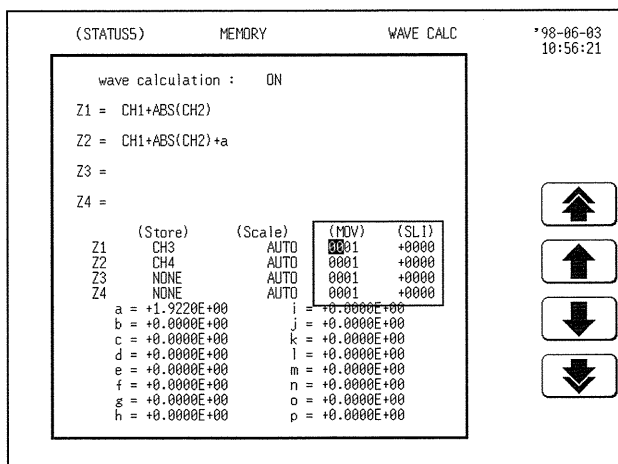 (STATUS5) MEMORY WAVE CALC '98-06-03
10:56:21
wave calculation : ON
Z1 = CH1+ABS(CH2)
Z2 = CH1+ABS(CH2)+a
Z3 =
Z4 =
(Store) (Scale) (MOV) (SLI)
Z1 CH3 AUTO 0001 +0000
Z2 CH4 AUTO 0001 +0000
Z3 NONE AUTO 0001 +0000
Z4 NONE AUTO 0001 +0000
a = +1.9220E+00 i = +0.0000E+00
b = +0.0000E+00 j = +0.0000E+00
c = +0.0000E+00 k = +0.0000E+00
d = +0.0000E+00 l = +0.0000E+00
e = +0.0000E+00 m = +0.0000E+00
f = +0.0000E+00 n = +0.0000E+00
g = +0.0000E+00 o = +0.0000E+00
h = +0.0000E+00 p = +0.0000E+00